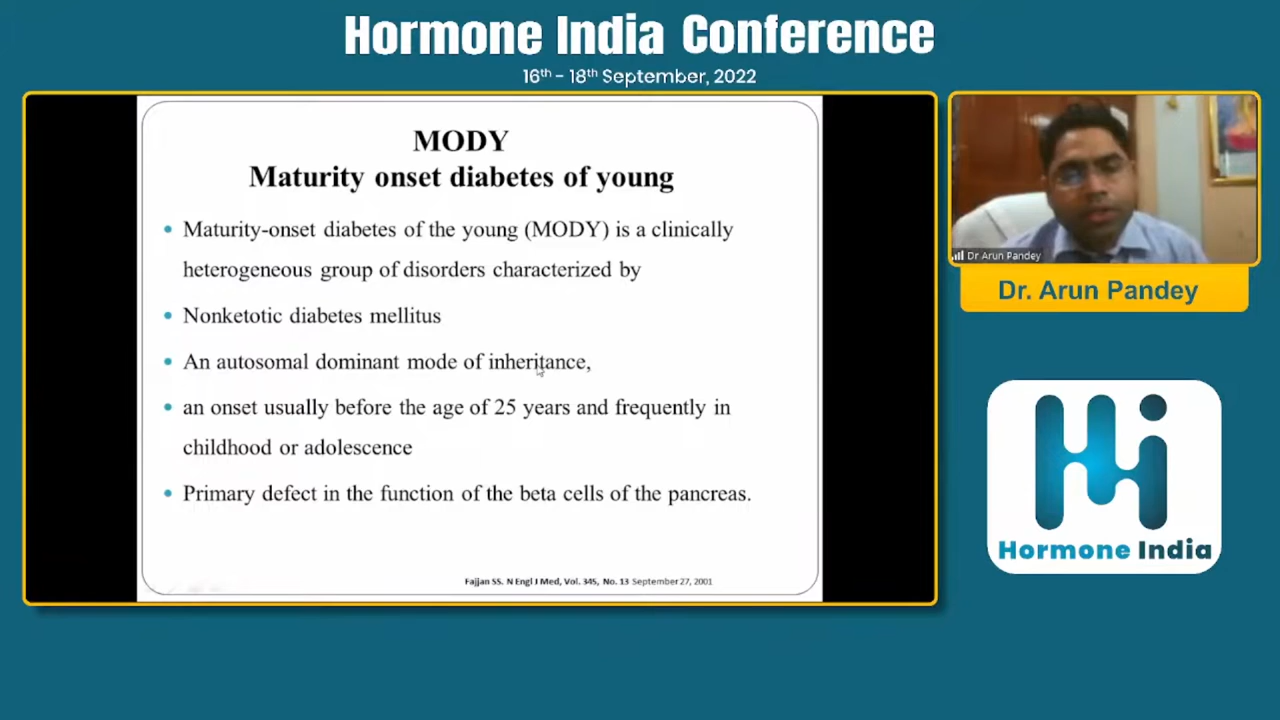 Hormone India Conference
16th - 18th September, 2022
MODY
Maturity onset diabetes of young
• Maturity-onset diabetes of the young (MODY) is a clinically
heterogeneous group of disorders characterized by
• Nonketotic diabetes mellitus
• An autosomal dominant mode of inheritance,
• an onset usually before the age of 25 years and frequently in
childhood or adolescence
• Primary defect in the function of the beta cells of the pancreas.
Fajjan SS. N Engl J Med, Vol. 345, No. 13 September 27, 2001
Dr Arun Pandey
Dr. Arun Pandey
Hormone India